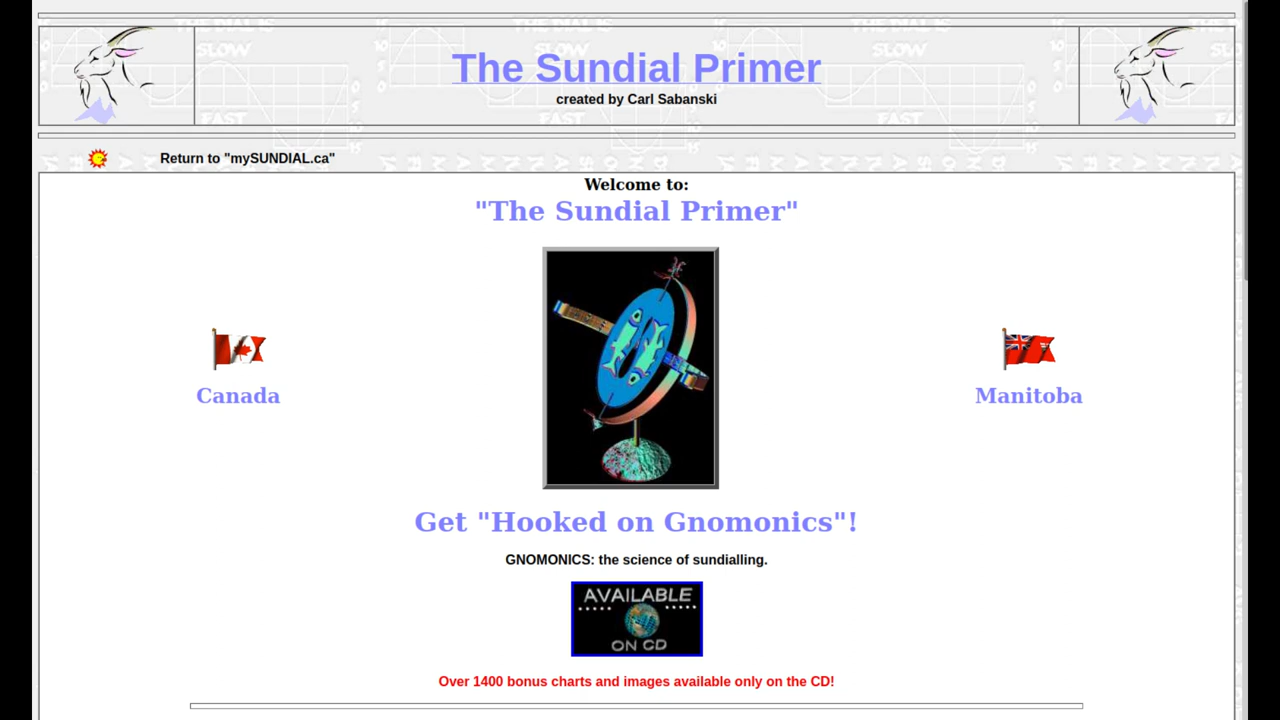 The Sundial Primer
created by Carl Sabanski
Return to "mySUNDIAL.ca"
Welcome to:
"The Sundial Primer"
Canada
Manitoba
Get "Hooked on Gnomonics"!
GNOMONICS: the science of sundialling.
AVAILABLE
ON CD
Over 1400 bonus charts and images available only on the CD!